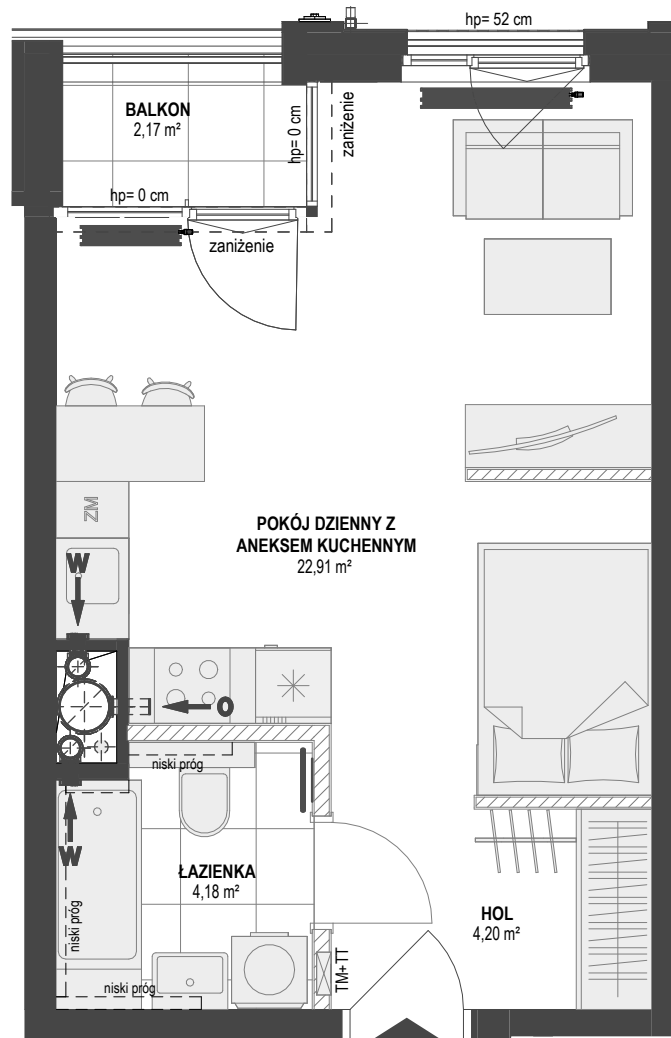 hp= 52 cm
BALKON
2,17 m²
hp= 0 cm
zaniżenie
hp= 0 cm
zaniżenie
ZM
W
POKÓJ DZIENNY Z
ANEKSEM KUCHENNYM
22,91 m²
O
niski próg
W
ŁAZIENKA
4,18 m²
HOL
4,20 m²
niski próg
TM+TT
niski próg